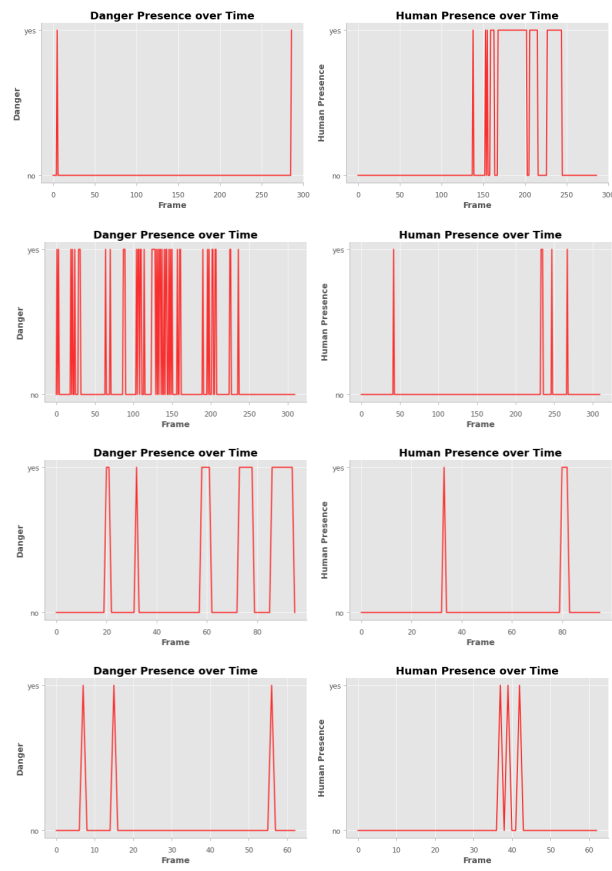 Danger Presence over Time
yes
Danger
no
0 50 100 150 200 250 300
Frame
Human Presence over Time
yes
Human Presence
no
0 50 100 150 200 250 300
Frame
Danger Presence over Time
yes
Danger
no
0 50 100 150 200 250 300
Frame
Human Presence over Time
yes
Human Presence
no
0 50 100 150 200 250 300
Frame
Danger Presence over Time
yes
Danger
no
0 20 40 60 80
Frame
Human Presence over Time
yes
Human Presence
no
0 20 40 60 80
Frame
Danger Presence over Time
yes
Danger
no
0 10 20 30 40 50 60
Frame
Human Presence over Time
yes
Human Presence
no
0 10 20 30 40 50 60
Frame